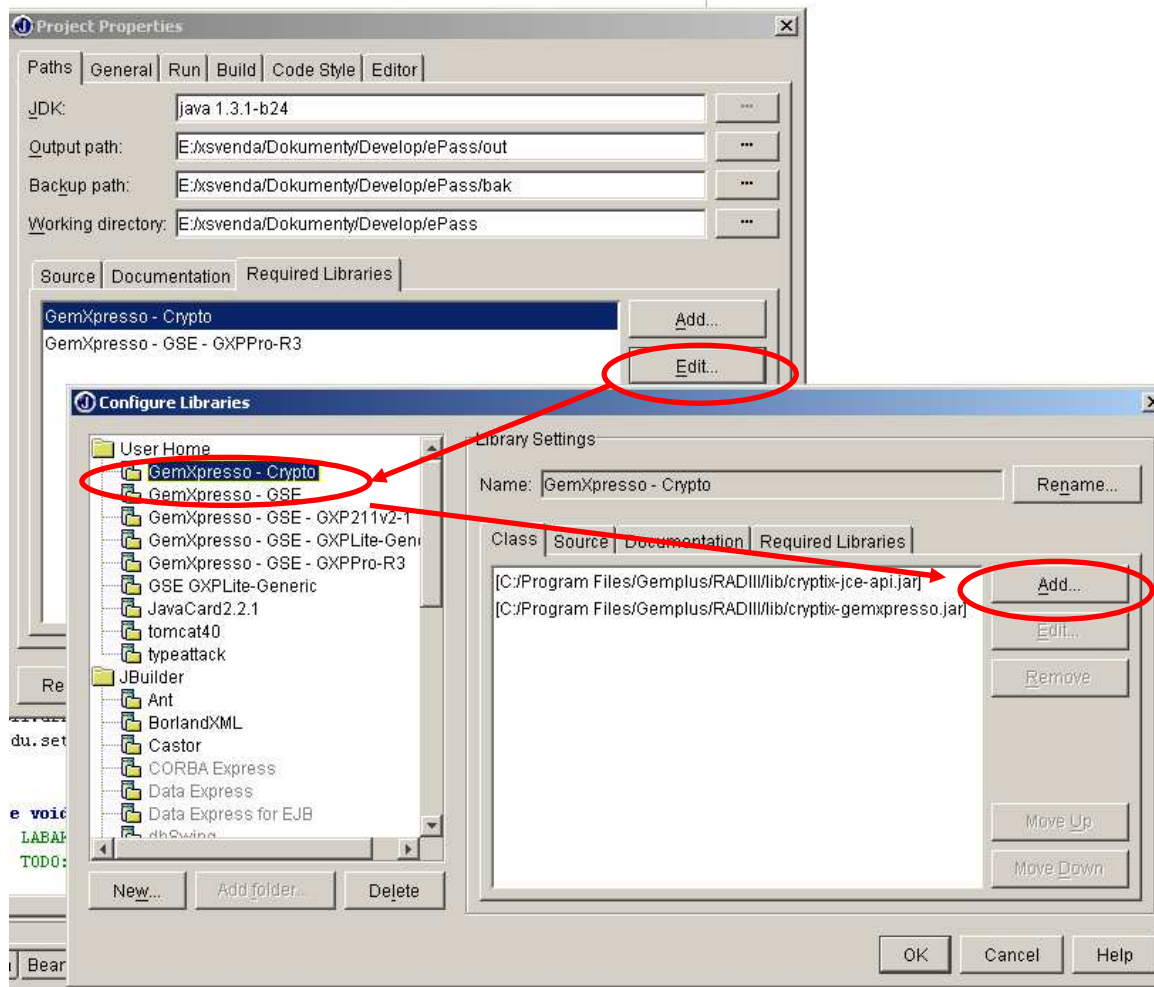 Project Properties
Paths General Run Build Code Style Editor
JDK: java 1.3.1-b24 ...
Output path: E:/xsvenda/Dokumenty/Develop/ePass/out ...
Backup path: E:/xsvenda/Dokumenty/Develop/ePass/bak ...
Working directory: E:/xsvenda/Dokumenty/Develop/ePass ...
Source Documentation Required Libraries
GemXpresso - Crypto
GemXpresso - GSE - GXPPro-R3
Add...
Edit...
Re
du.set
e void
TODO:
Bear
Configure Libraries
User Home
GemXpresso - Crypto
GemXpresso - GSE
GemXpresso - GSE - GXP211v2-1
GemXpresso - GSE - GXPLite-Gen
GemXpresso - GSE - GXPPro-R3
GSE GXPLite-Generic
JavaCard2.2.1
tomcat40
typeattack
JBuilder
Ant
BorlandXML
Castor
CORBA Express
Data Express
Data Express for EJB
dbSwing
New... Add folder... Delete
Library Settings
Name: GemXpresso - Crypto Rename...
Class Source Documentation Required Libraries
[C:/Program Files/Gemplus/RADIII/lib/cryptix-jce-api.jar]
[C:/Program Files/Gemplus/RADIII/lib/cryptix-gemxpresso.jar]
Add...
Edit...
Remove
Move Up
Move Down
OK Cancel Help